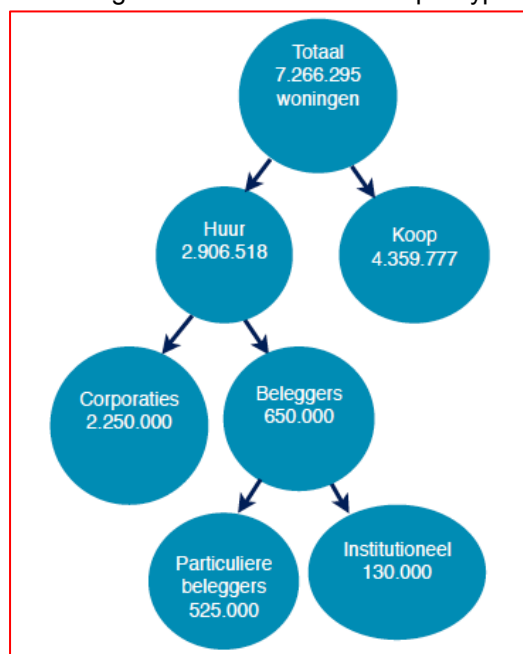 Totaal
7.266.295
woningen
Huur
2.906.518
Koop
4.359.777
Corporaties
2.250.000
Beleggers
650.000
Particuliere
beleggers
525.000
Institutioneel
130.000